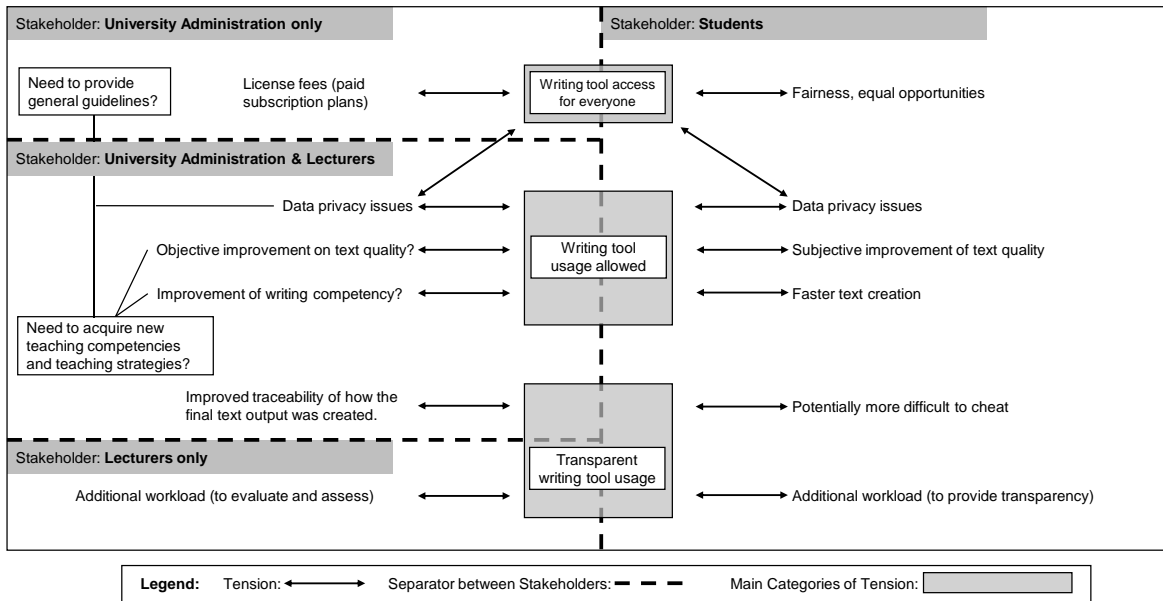 Stakeholder: University Administration only
Stakeholder: Students
Need to provide
general guidelines?
License fees (paid
subscription plans)
Writing tool access
for everyone
Fairness, equal opportunities
Stakeholder: University Administration & Lecturers
Data privacy issues
Data privacy issues
Objective improvement on text quality?
Writing tool
usage allowed
Subjective improvement of text quality
Improvement of writing competency?
Faster text creation
Need to acquire new
teaching competencies
and teaching strategies?
Improved traceability of how the
final text output was created.
Potentially more difficult to cheat
Stakeholder: Lecturers only
Transparent
writing tool usage
Additional workload (to evaluate and assess)
Additional workload (to provide transparency)
Legend: Tension: Separator between Stakeholders: Main Categories of Tension: